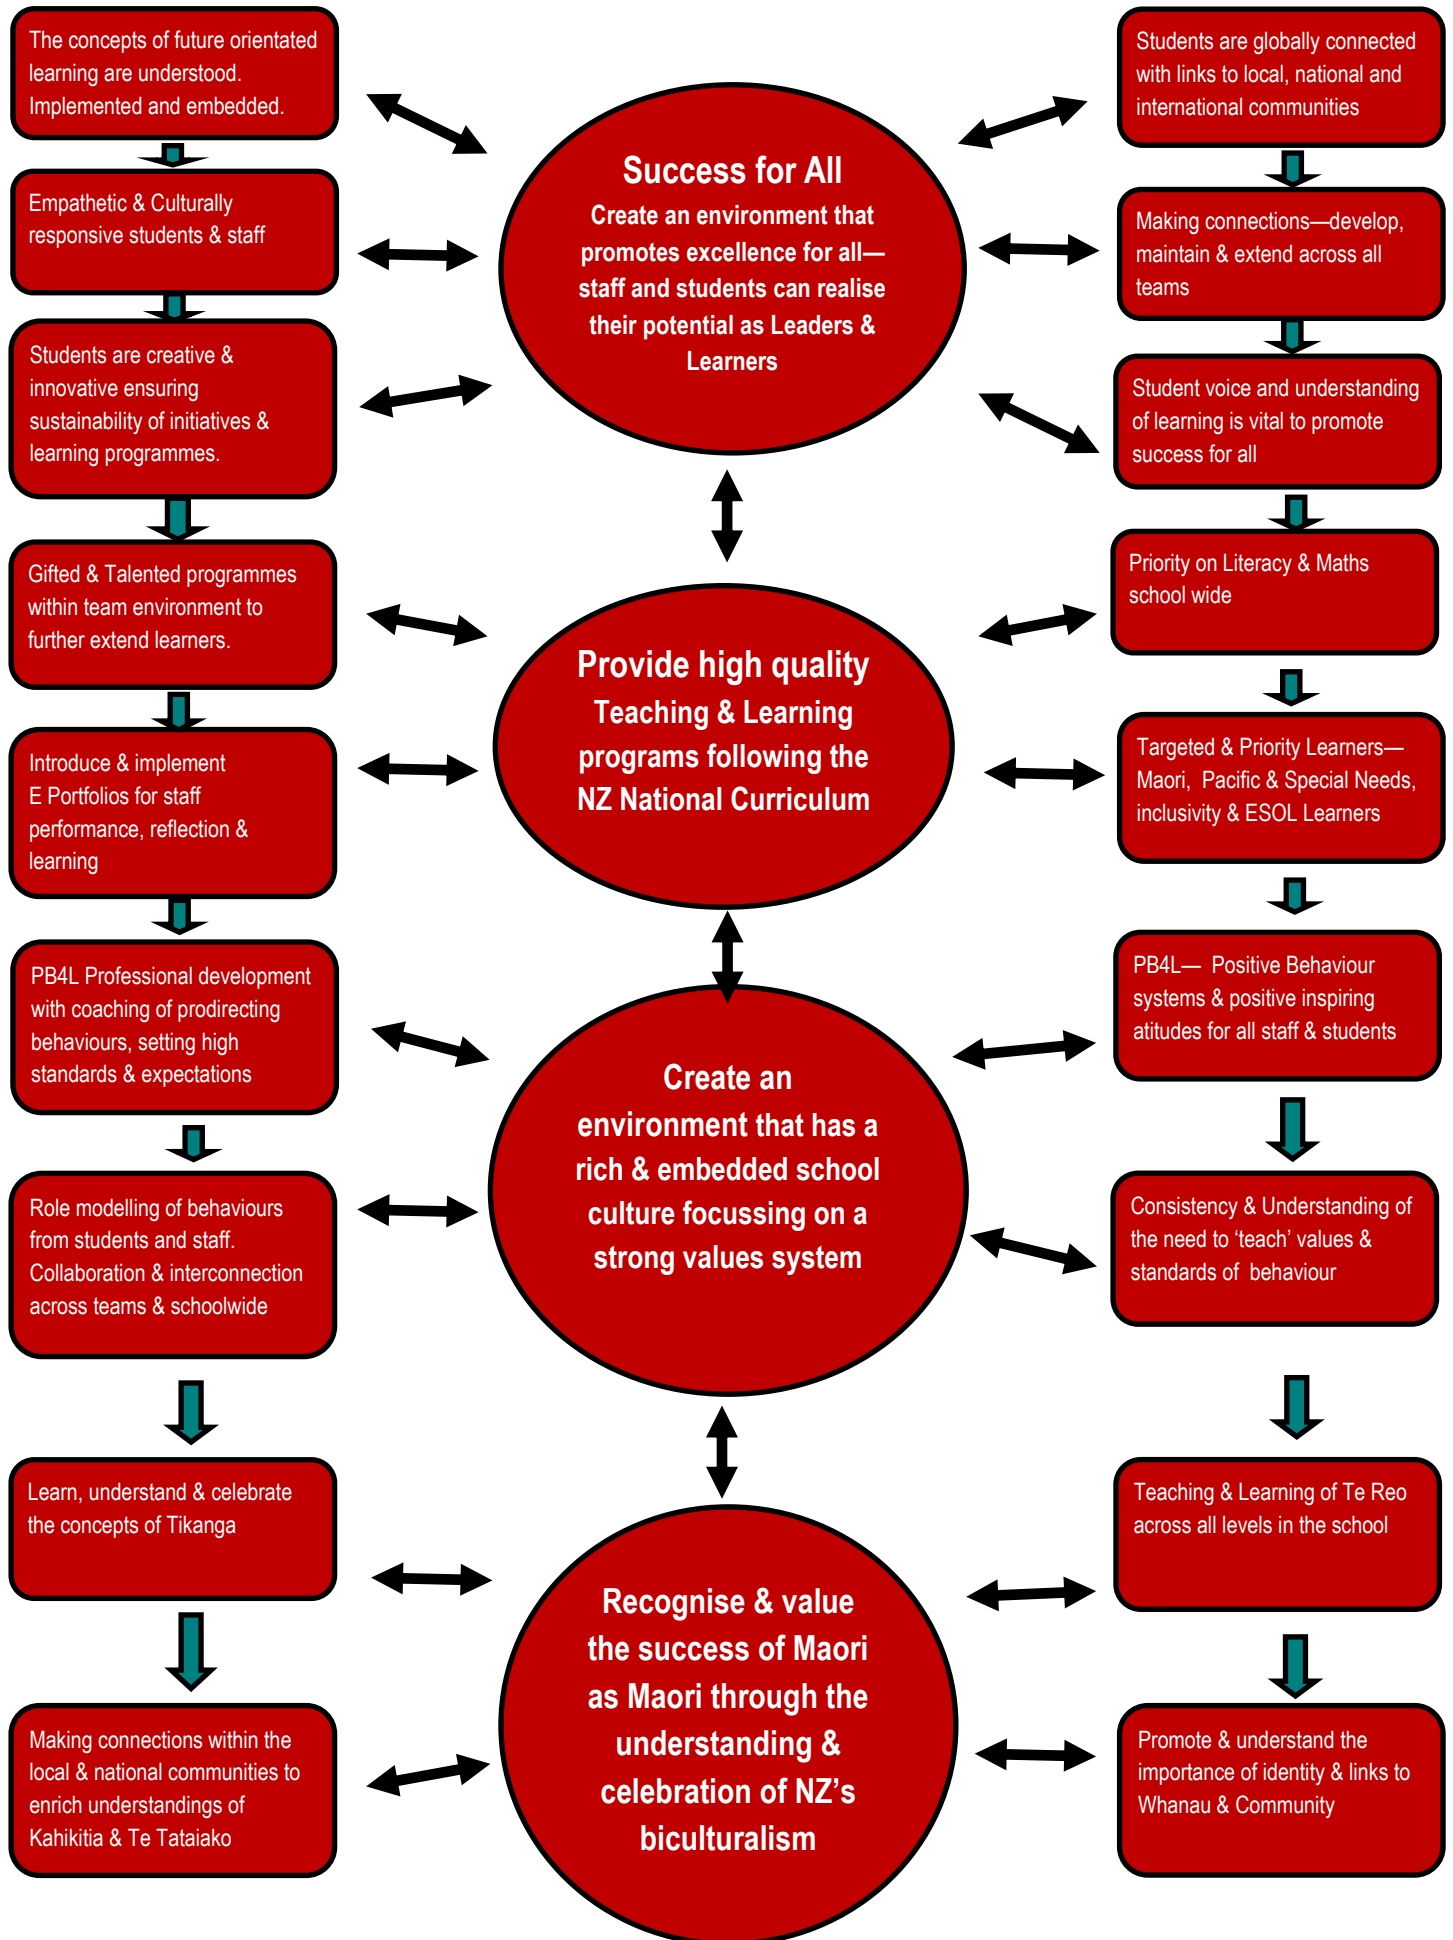 The concepts of future orientated
learning are understood.
Implemented and embedded.
Empathetic & Culturally
responsive students & staff
Students are creative &
innovative ensuring
sustainability of initiatives &
learning programmes.
Gifted & Talented programmes
within team environment to
further extend learners.
Introduce & implement
E Portfolios for staff
performance, reflection &
learning
PB4L Professional development
with coaching of prodirecting
behaviours, setting high
standards & expectations
Role modelling of behaviours
from students and staff.
Collaboration & interconnection
across teams & schoolwide
Learn, understand & celebrate
the concepts of Tikanga
Making connections within the
local & national communities to
enrich understandings of
Kahikitia & Te Tataiako
Success for All
Create an environment that
promotes excellence for all—
staff and students can realise
their potential as Leaders &
Learners
Provide high quality
Teaching & Learning
programs following the
NZ National Curriculum
Create an
environment that has a
rich & embedded school
culture focussing on a
strong values system
Recognise & value
the success of Maori
as Maori through the
understanding &
celebration of NZ’s
biculturalism
Students are globally connected
with links to local, national and
international communities
Making connections—develop,
maintain & extend across all
teams
Student voice and understanding
of learning is vital to promote
success for all
Priority on Literacy & Maths
school wide
Targeted & Priority Learners—
Maori, Pacific & Special Needs,
inclusivity & ESOL Learners
PB4L— Positive Behaviour
systems & positive inspiring
atitudes for all staff & students
Consistency & Understanding of
the need to ‘teach’ values &
standards of behaviour
Teaching & Learning of Te Reo
across all levels in the school
Promote & understand the
importance of identity & links to
Whanau & Community